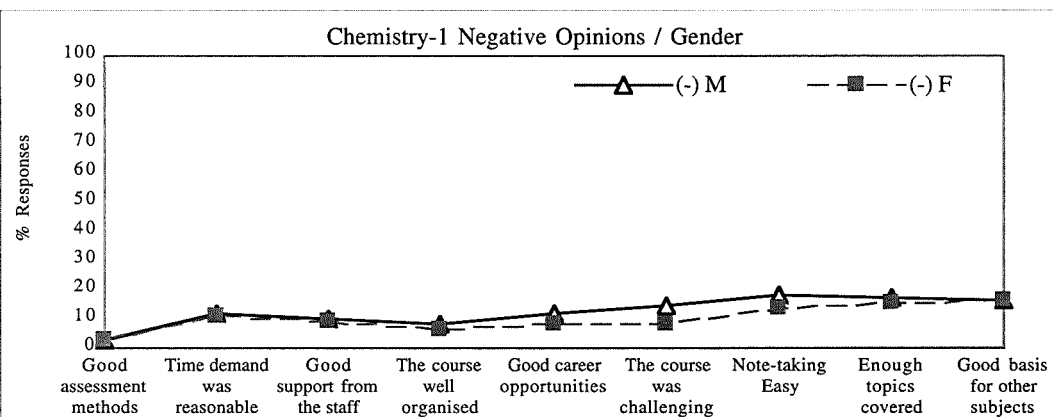 Chemistry-1 Negative Opinions / Gender
(-) M
(-) F
% Responses
100
90
80
70
60
50
40
30
20
10
0
Good assessment methods
Time demand was reasonable
Good support from the staff
The course well organised
Good career opportunities
The course was challenging
Note-taking Easy
Enough topics covered
Good basis for other subjects